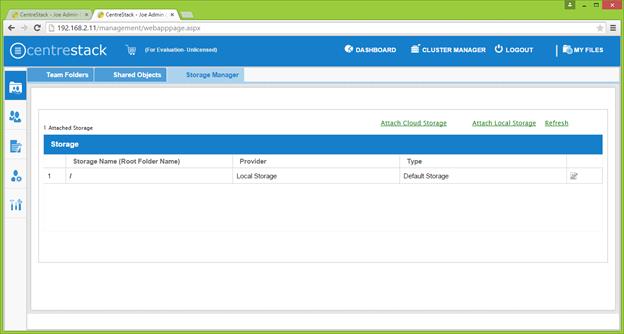 CentreStack - Joe Admin
CentreStack - Joe Admin
192.168.2.11/management/webapppage.aspx
centrestack
(For Evaluation- Unlicensed)
DASHBOARD
CLUSTER MANAGER
LOGOUT
MY FILES
Team Folders
Shared Objects
Storage Manager
1 Attached Storage
Attach Cloud Storage
Attach Local Storage
Refresh
Storage
Storage Name (Root Folder Name)
Provider
Type
1
/
Local Storage
Default Storage